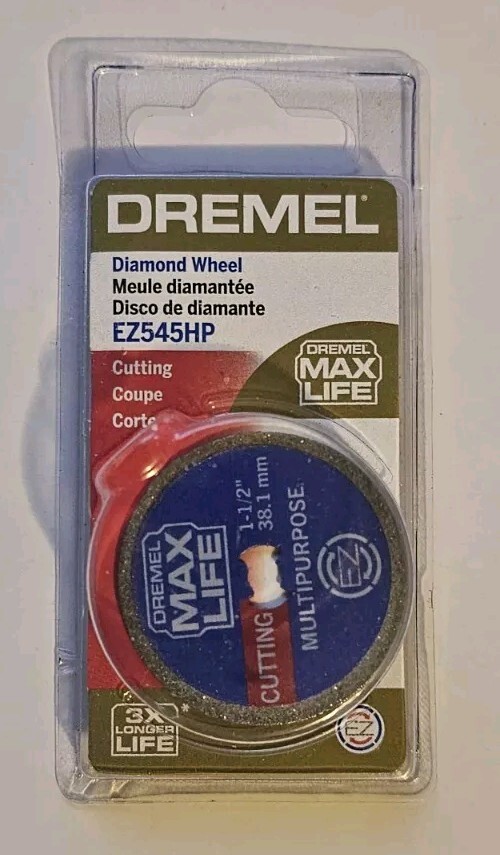 DREMEL®
Diamond Wheel
Meule diamantée
Disco de diamante
EZ545HP
Cutting
Coupe
Corte
DREMEL
MAX
LIFE
DREMEL
MAX
LIFE
1-1/2"
38.1 mm
CUTTING
MULTIPURPOSE
EZ
3X
LONGER
LIFE*
EZ